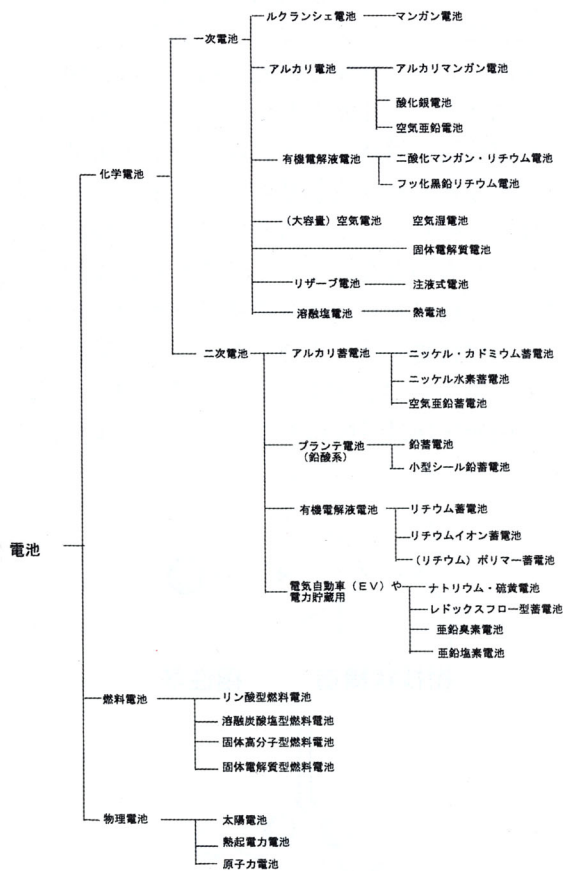 ルクランシェ電池 マンガン電池
一次電池
アルカリ電池 アルカリマンガン電池
酸化銀電池
空気亜鉛電池
有機電解液電池 二酸化マンガン・リチウム電池
フッ化黒鉛リチウム電池
化学電池
(大容量)空気電池 空気湿電池
固体電解質電池
リザーブ電池 注液式電池
溶融塩電池 熱電池
二次電池 アルカリ蓄電池 ニッケル・カドミウム蓄電池
ニッケル水素蓄電池
空気亜鉛蓄電池
プランテ電池 鉛蓄電池
(鉛酸系)
小型シール鉛蓄電池
有機電解液電池 リチウム蓄電池
リチウムイオン蓄電池
電池
(リチウム)ポリマー蓄電池
電気自動車(EV)や ナトリウム・硫黄電池
電力貯蔵用
レドックスフロー型蓄電池
亜鉛臭素電池
亜鉛塩素電池
燃料電池 リン酸型燃料電池
溶融炭酸塩型燃料電池
固体高分子型燃料電池
固体電解質型燃料電池
物理電池 太陽電池
熱起電力電池
原子力電池